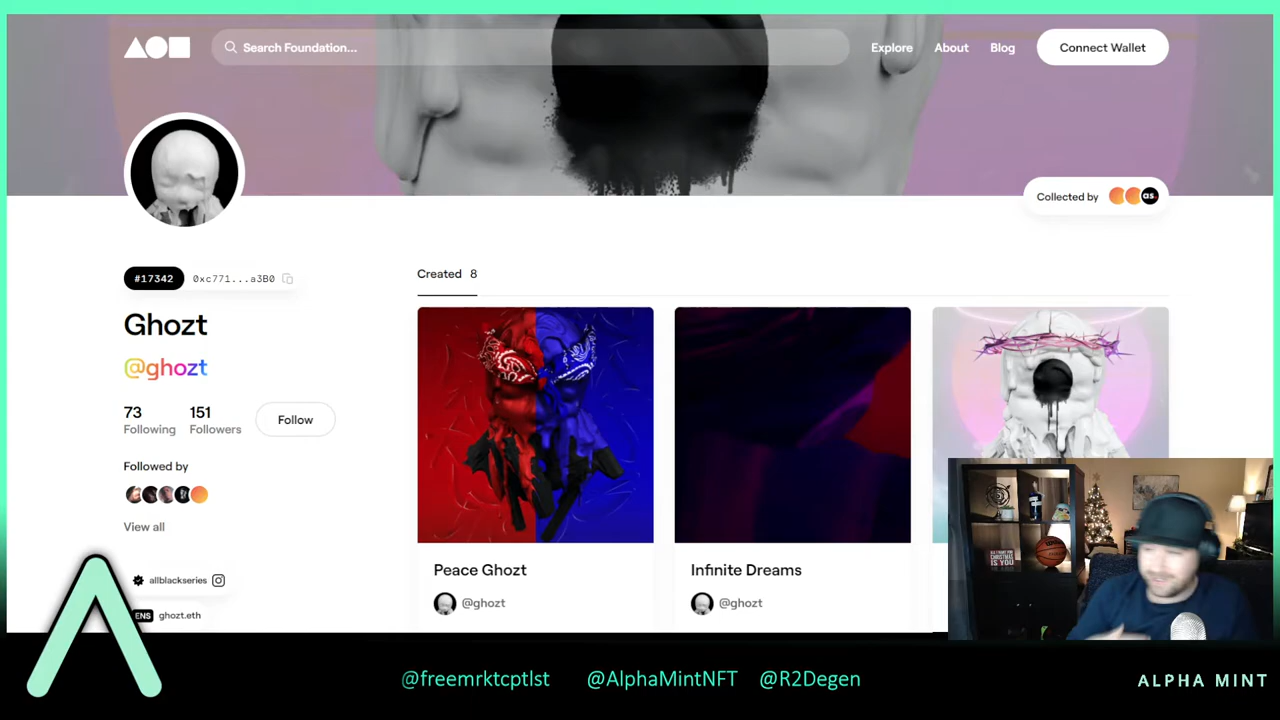 Search Foundation...
Explore
About
Blog
Connect Wallet
Collected by
as.
#17342
0xc771...a3B0
Ghozt
@ghozt
73
Following
151
Followers
Follow
Followed by
View all
allblackseries
ENS
ghozt.eth
Created 8
Peace Ghozt
@ghozt
Infinite Dreams
@ghozt
@freemrktcptlst
@AlphaMintNFT
@R2Degen
ALPHA MINT